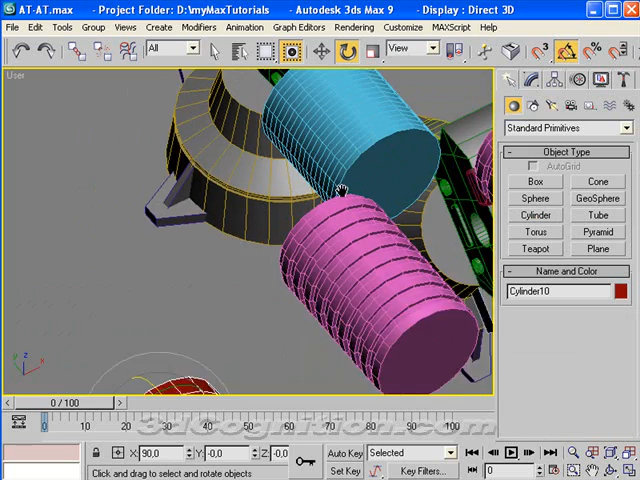 AT-AT.max - Project Folder: D:\myMaxTutorials - Autodesk 3ds Max 9 - Display : Direct 3D
File Edit Tools Group Views Create Modifiers Animation Graph Editors Rendering Customize MAXScript Help
All View 3 %
User
Standard Primitives
- Object Type
AutoGrid
Box Cone
Sphere GeoSphere
Cylinder Tube
Torus Pyramid
Teapot Plane
- Name and Color
Cylinder10
z x
< 0 / 100 >
0 10 20 30 40 50 60 70 80 90 100
3dCognition.com
X: 90,0 Y: -0,0 Z: -0,0 Auto Key Selected
Click and drag to select and rotate objects Set Key Key Filters... 0